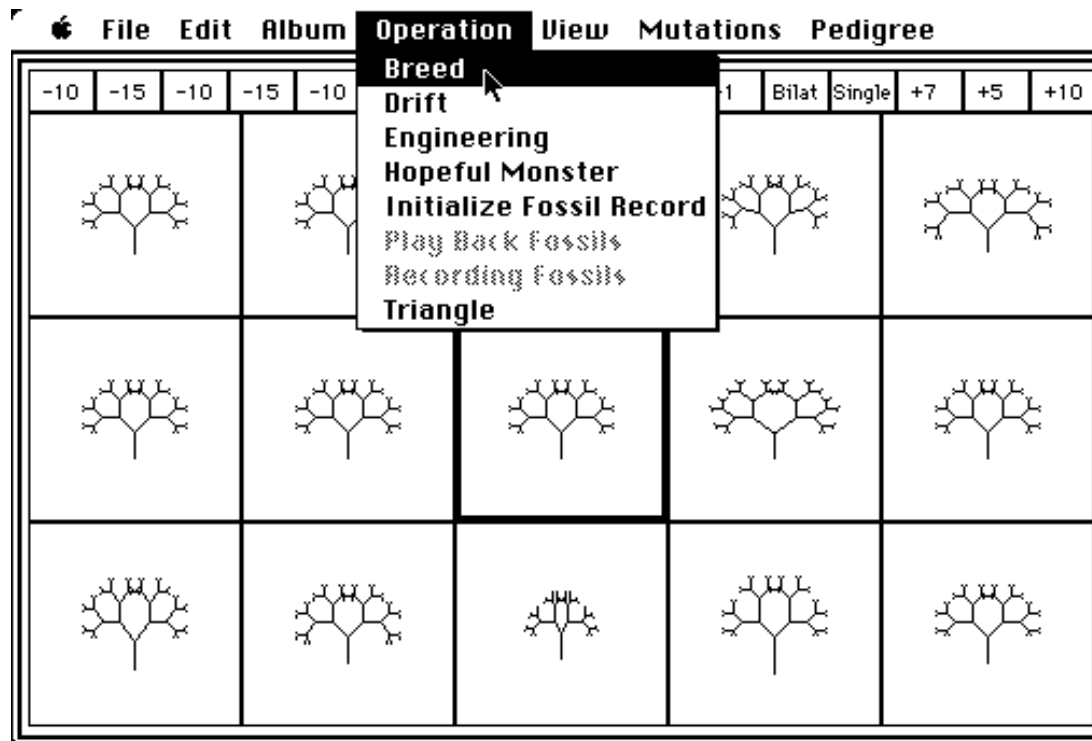 File Edit Album Operation View Mutations Pedigree
Breed
-10 -15 -10 -15 -10 Bilat Single +7 +5 +10
Drift
Engineering
Hopeful Monster
Initialize Fossil Record
Play Back Fossils
Recording Fossils
Triangle